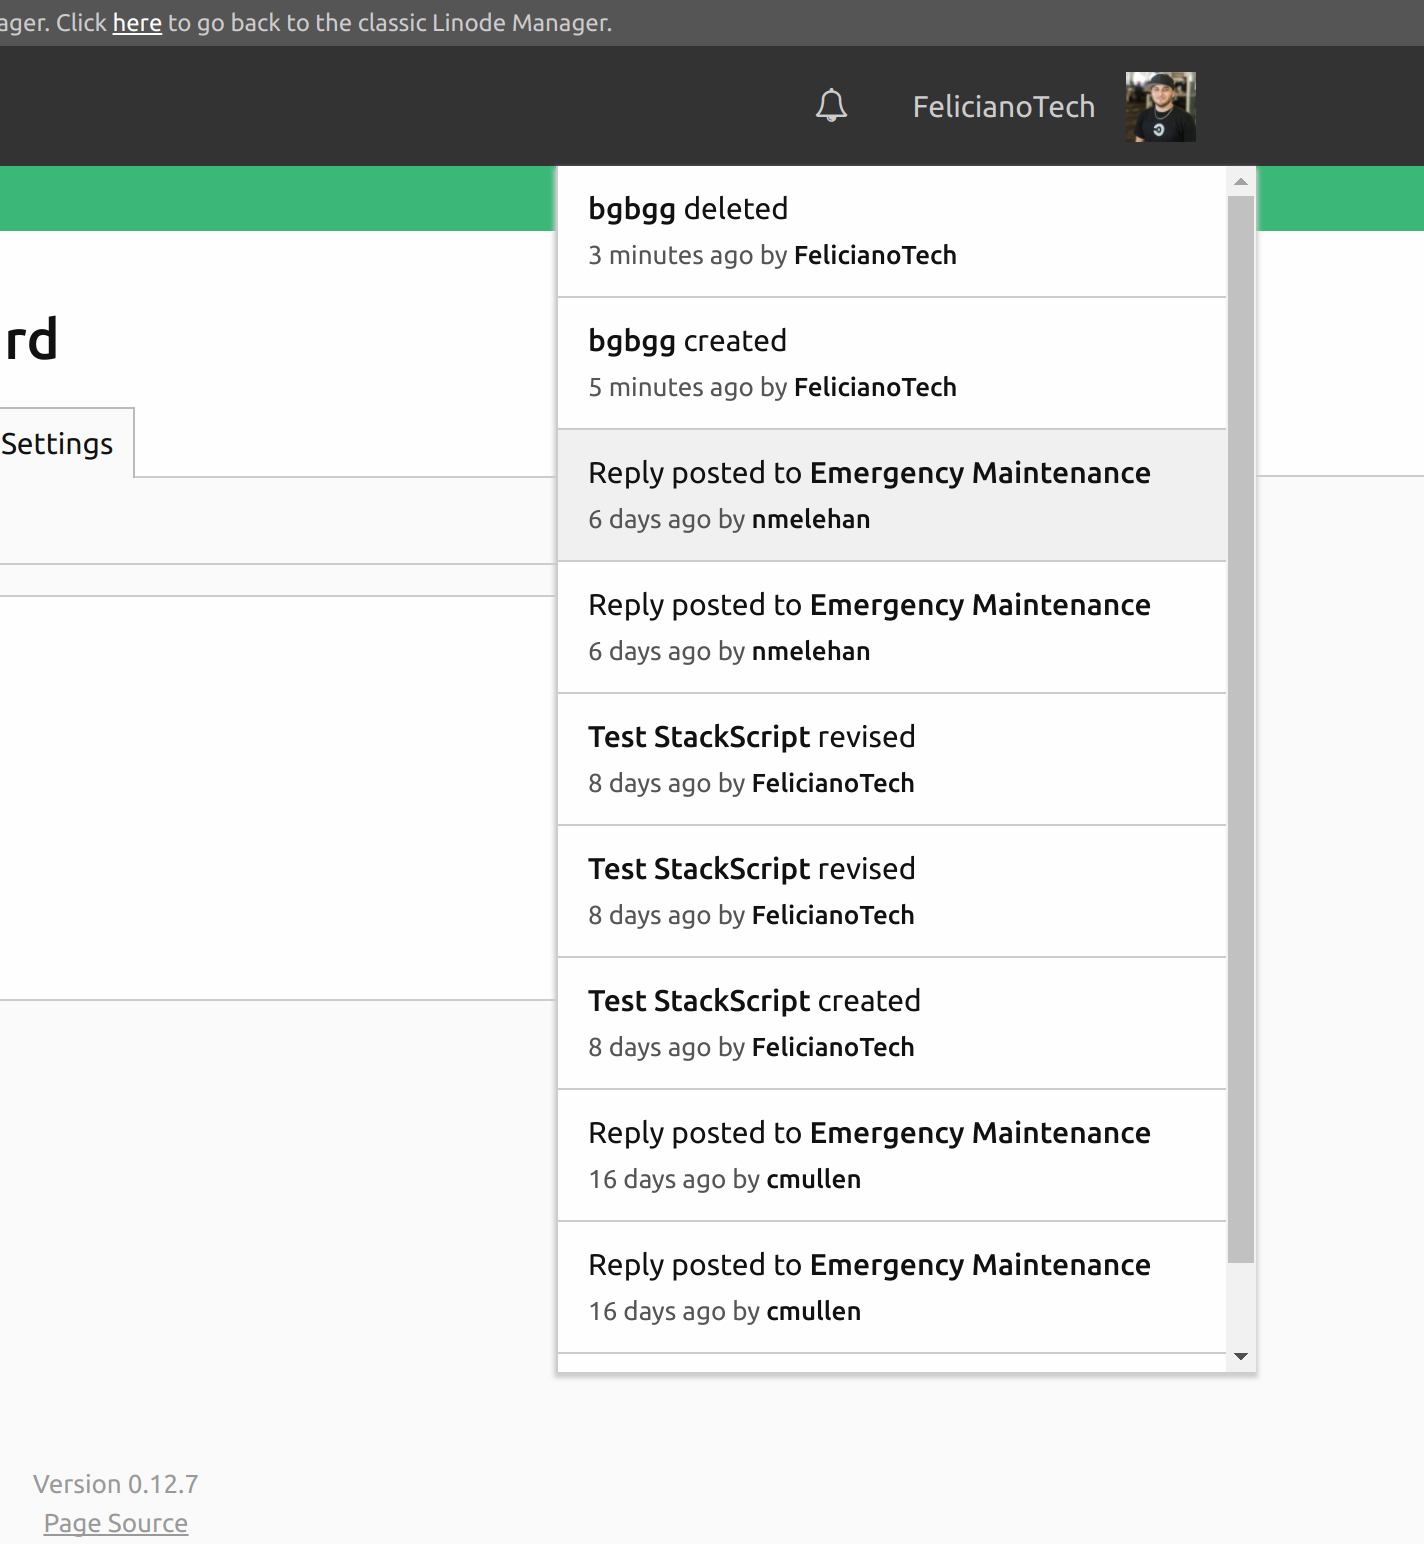 ager. Click here to go back to the classic Linode Manager.
FelicianoTech
bgbgg deleted
3 minutes ago by FelicianoTech
rd
bgbgg created
5 minutes ago by FelicianoTech
Settings
Reply posted to Emergency Maintenance
6 days ago by nmelehan
Reply posted to Emergency Maintenance
6 days ago by nmelehan
Test StackScript revised
8 days ago by FelicianoTech
Test StackScript revised
8 days ago by FelicianoTech
Test StackScript created
8 days ago by FelicianoTech
Reply posted to Emergency Maintenance
16 days ago by cmullen
Reply posted to Emergency Maintenance
16 days ago by cmullen
Version 0.12.7
Page Source